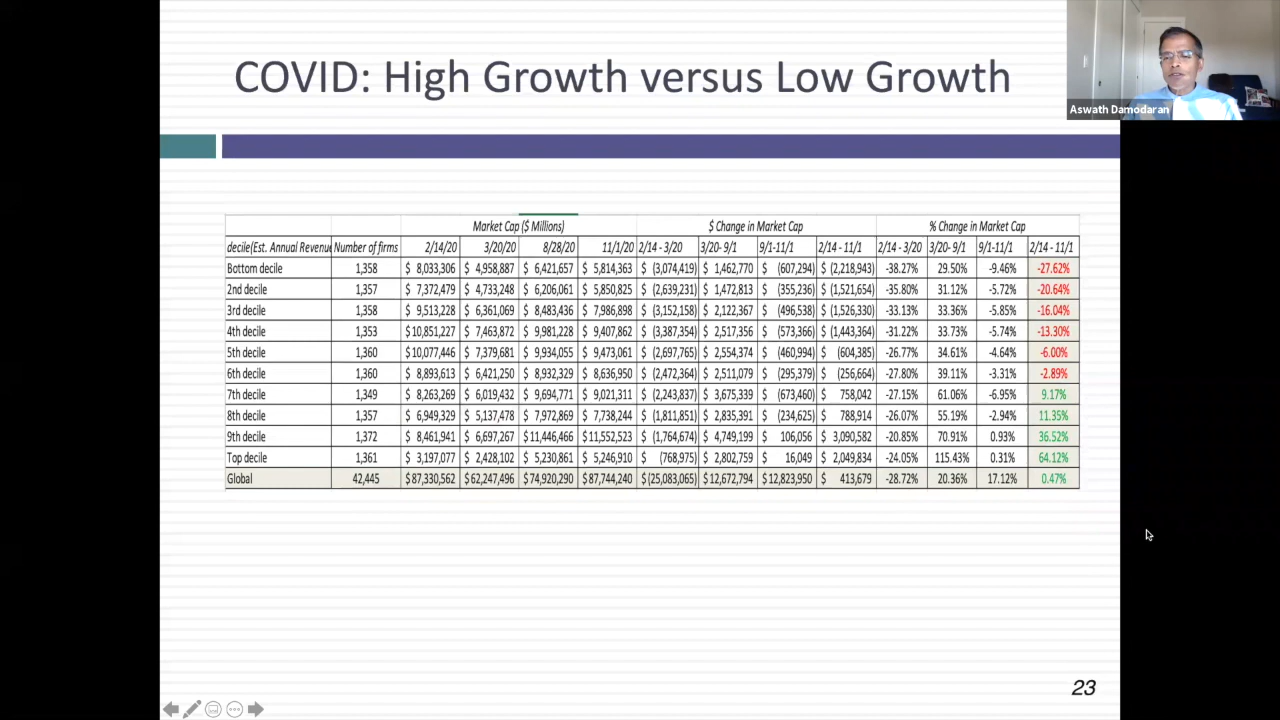 COVID: High Growth versus Low Growth
Aswath Damodaran
Market Cap ($ Millions) $ Change in Market Cap % Change in Market Cap
decile(Est. Annual Revenu Number of firms 2/14/20 3/20/20 8/28/20 11/1/20 2/14 - 3/20 3/20- 9/1 9/1-11/1 2/14 - 11/1 2/14 - 3/20 3/20- 9/1 9/1-11/1 2/14 - 11/1
Bottom decile 1,358 $ 8,033,306 $ 4,958,887 $ 6,421,657 $ 5,814,363 $ (3,074,419) $ 1,462,770 $ (607,294) $ (2,218,943) -38.27% 29.50% -9.46% -27.62%
2nd decile 1,357 $ 7,372,479 $ 4,733,248 $ 6,206,061 $ 5,850,825 $ (2,639,231) $ 1,472,813 $ (355,236) $ (1,521,654) -35.80% 31.12% -5.72% -20.64%
3rd decile 1,358 $ 9,513,228 $ 6,361,069 $ 8,483,436 $ 7,986,898 $ (3,152,158) $ 2,122,367 $ (496,538) $ (1,526,330) -33.13% 33.36% -5.85% -16.04%
4th decile 1,353 $10,851,227 $ 7,463,872 $ 9,981,228 $ 9,407,862 $ (3,387,354) $ 2,517,356 $ (573,366) $ (1,443,364) -31.22% 33.73% -5.74% -13.30%
5th decile 1,360 $10,077,446 $ 7,379,681 $ 9,934,055 $ 9,473,061 $ (2,697,765) $ 2,554,374 $ (460,994) $ (604,385) -26.77% 34.61% -4.64% -6.00%
6th decile 1,360 $ 8,893,613 $ 6,421,250 $ 8,932,329 $ 8,636,950 $ (2,472,364) $ 2,511,079 $ (295,379) $ (256,664) -27.80% 39.11% -3.31% -2.89%
7th decile 1,349 $ 8,263,269 $ 6,019,432 $ 9,694,771 $ 9,021,311 $ (2,243,837) $ 3,675,339 $ (673,460) $ 758,042 -27.15% 61.06% -6.95% 9.17%
8th decile 1,357 $ 6,949,329 $ 5,137,478 $ 7,972,869 $ 7,738,244 $ (1,811,851) $ 2,835,391 $ (234,625) $ 788,914 -26.07% 55.19% -2.94% 11.35%
9th decile 1,372 $ 8,461,941 $ 6,697,267 $11,446,466 $11,552,523 $ (1,764,674) $ 4,749,199 $ 106,056 $ 3,090,582 -20.85% 70.91% 0.93% 36.52%
Top decile 1,361 $ 3,197,077 $ 2,428,102 $ 5,230,861 $ 5,246,910 $ (768,975) $ 2,802,759 $ 16,049 $ 2,049,834 -24.05% 115.43% 0.31% 64.12%
Global 42,445 $87,330,562 $62,247,496 $74,920,290 $87,744,240 $(25,083,065) $12,672,794 $12,823,950 $ 413,679 -28.72% 20.36% 17.12% 0.47%
23